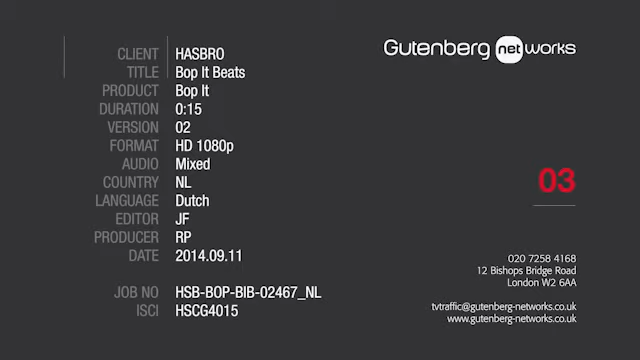 CLIENT HASBRO
TITLE Bop It Beats
PRODUCT Bop It
DURATION 0:15
VERSION 02
FORMAT HD 1080p
AUDIO Mixed
COUNTRY NL
LANGUAGE Dutch
EDITOR JF
PRODUCER RP
DATE 2014.09.11
JOB NO HSB-BOP-BIB-02467_NL
ISCI HSCG4015
Gutenberg networks
03
020 7258 4168
12 Bishops Bridge Road
London W2 6AA
tvtraffic@gutenberg-networks.co.uk
www.gutenberg-networks.co.uk